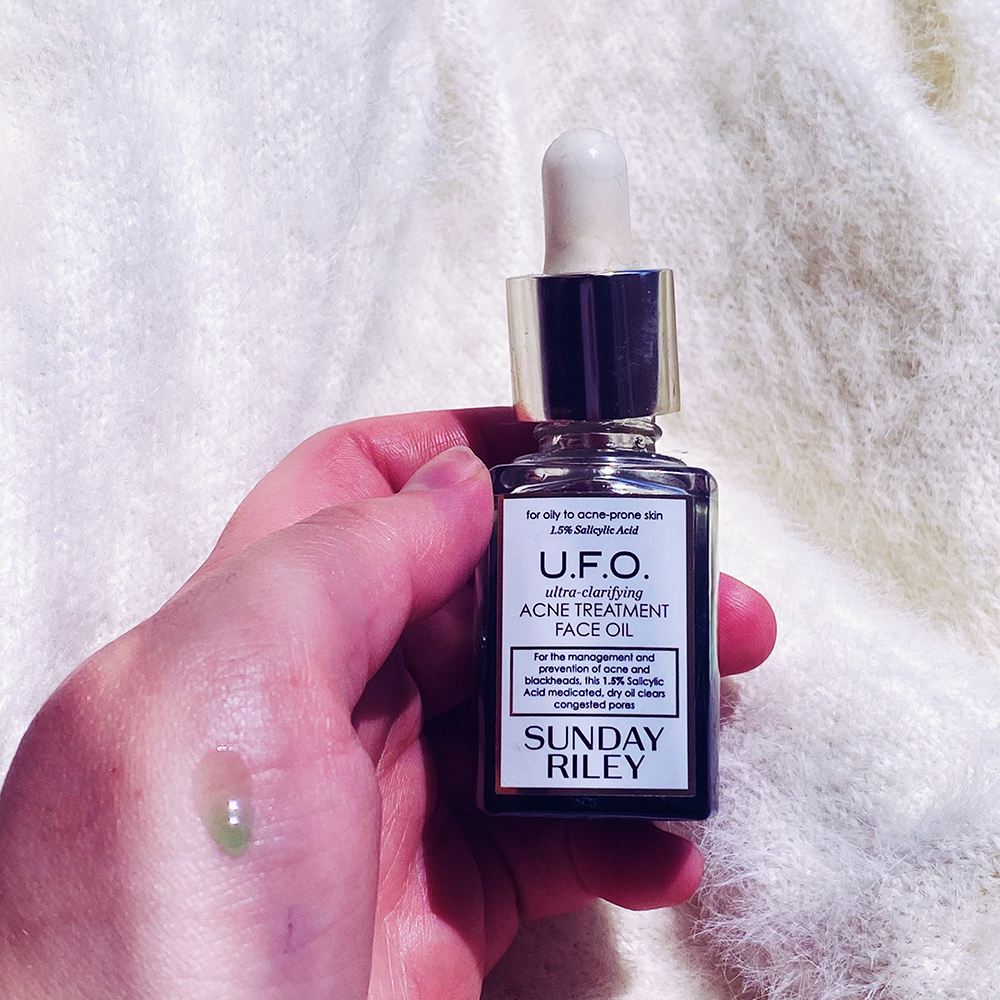 for oily to acne-prone skin
1.5% Salicylic Acid
U.F.O.
ultra-clarifying
ACNE TREATMENT
FACE OIL
For the management and
prevention of acne and
blackheads, this 1.5% Salicylic
Acid medicated, dry oil clears
congested pores
SUNDAY
RILEY